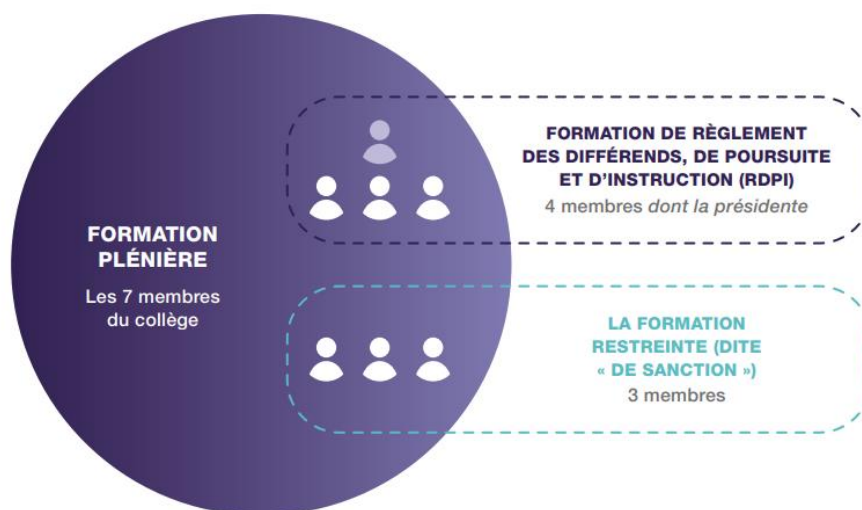 FORMATION
PLÉNIÈRE
Les 7 membres
du collège
FORMATION DE RÈGLEMENT
DES DIFFÉRENDS, DE POURSUITE
ET D’INSTRUCTION (RDPI)
4 membres dont la présidente
LA FORMATION
RESTREINTE (DITE
« DE SANCTION »)
3 membres